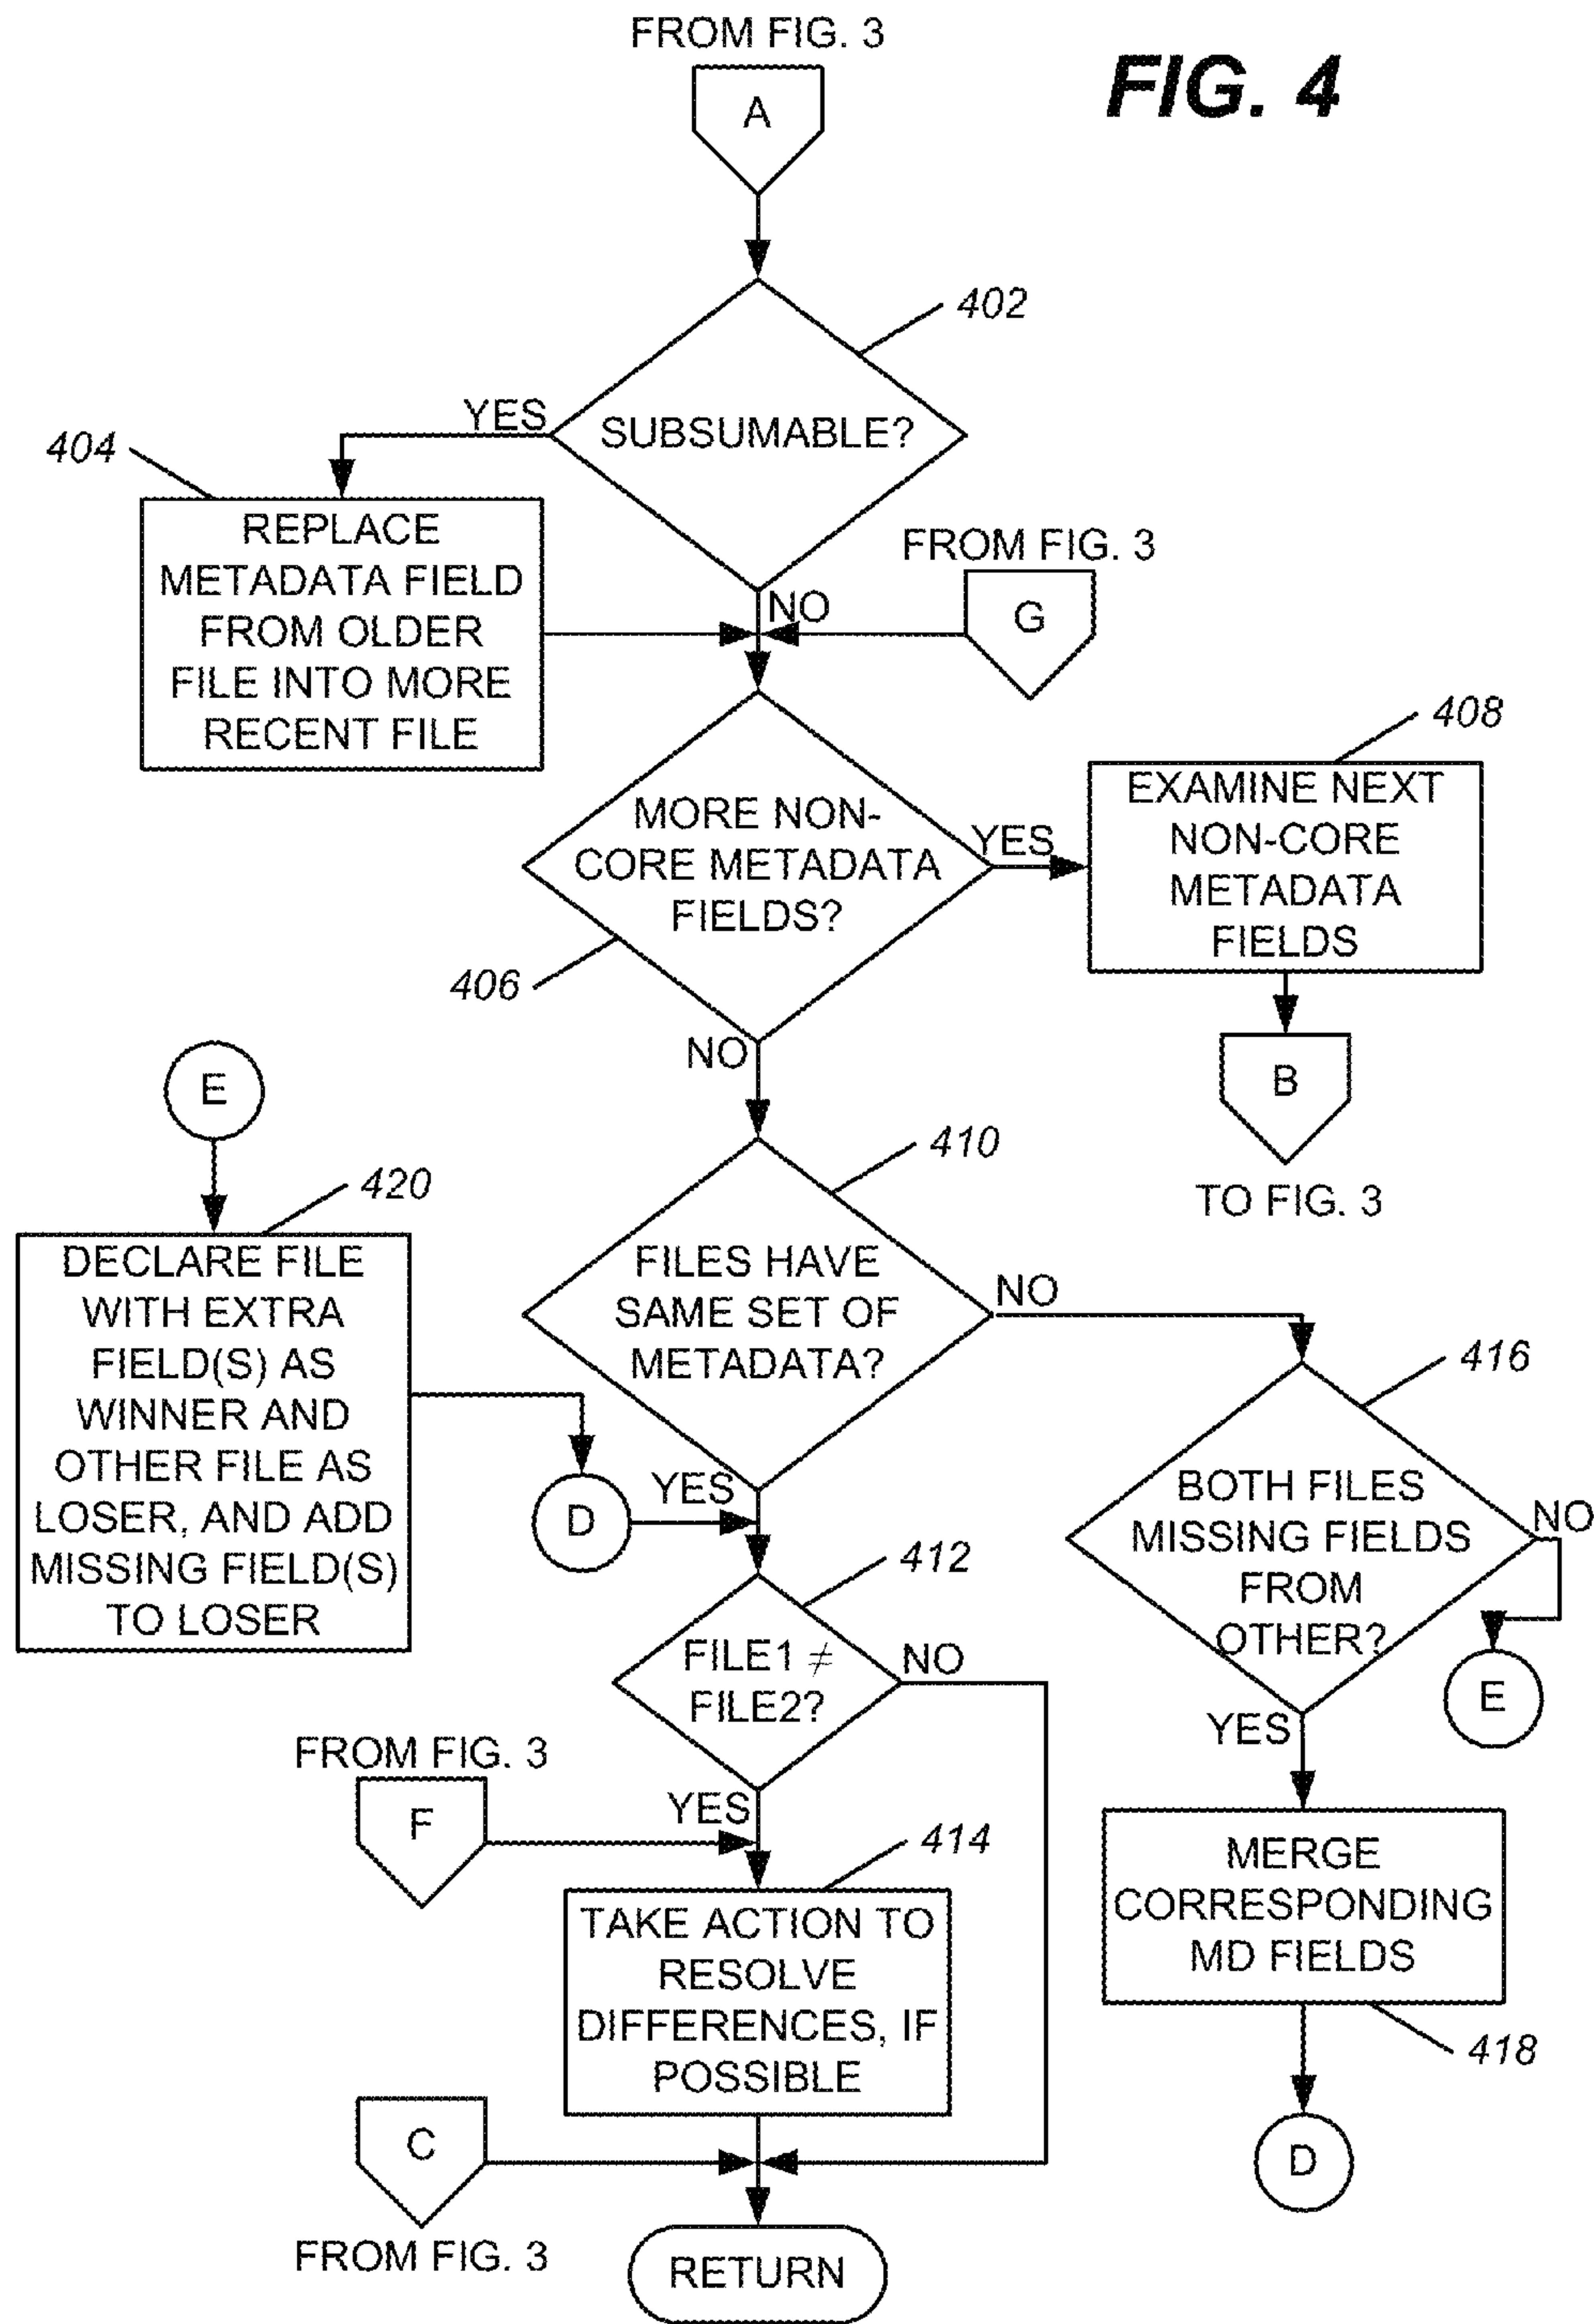 FROM FIG. 3
FIG. 4
A
402
SUBSUMABLE?
YES
404
REPLACE
METADATA FIELD
FROM OLDER
FILE INTO MORE
RECENT FILE
NO
FROM FIG. 3
G
408
MORE NON-
CORE METADATA
FIELDS?
YES
406
EXAMINE NEXT
NON-CORE
METADATA
FIELDS
NO
B
TO FIG. 3
E
420
DECLARE FILE
WITH EXTRA
FIELD(S) AS
WINNER AND
OTHER FILE AS
LOSER, AND ADD
MISSING FIELD(S)
TO LOSER
410
FILES HAVE
SAME SET OF
METADATA?
NO
YES
D
416
BOTH FILES
MISSING FIELDS
FROM
OTHER?
NO
E
YES
412
FILE1 ≠
FILE2?
NO
YES
FROM FIG. 3
F
414
TAKE ACTION TO
RESOLVE
DIFFERENCES, IF
POSSIBLE
MERGE
CORRESPONDING
MD FIELDS
418
D
C
FROM FIG. 3
RETURN